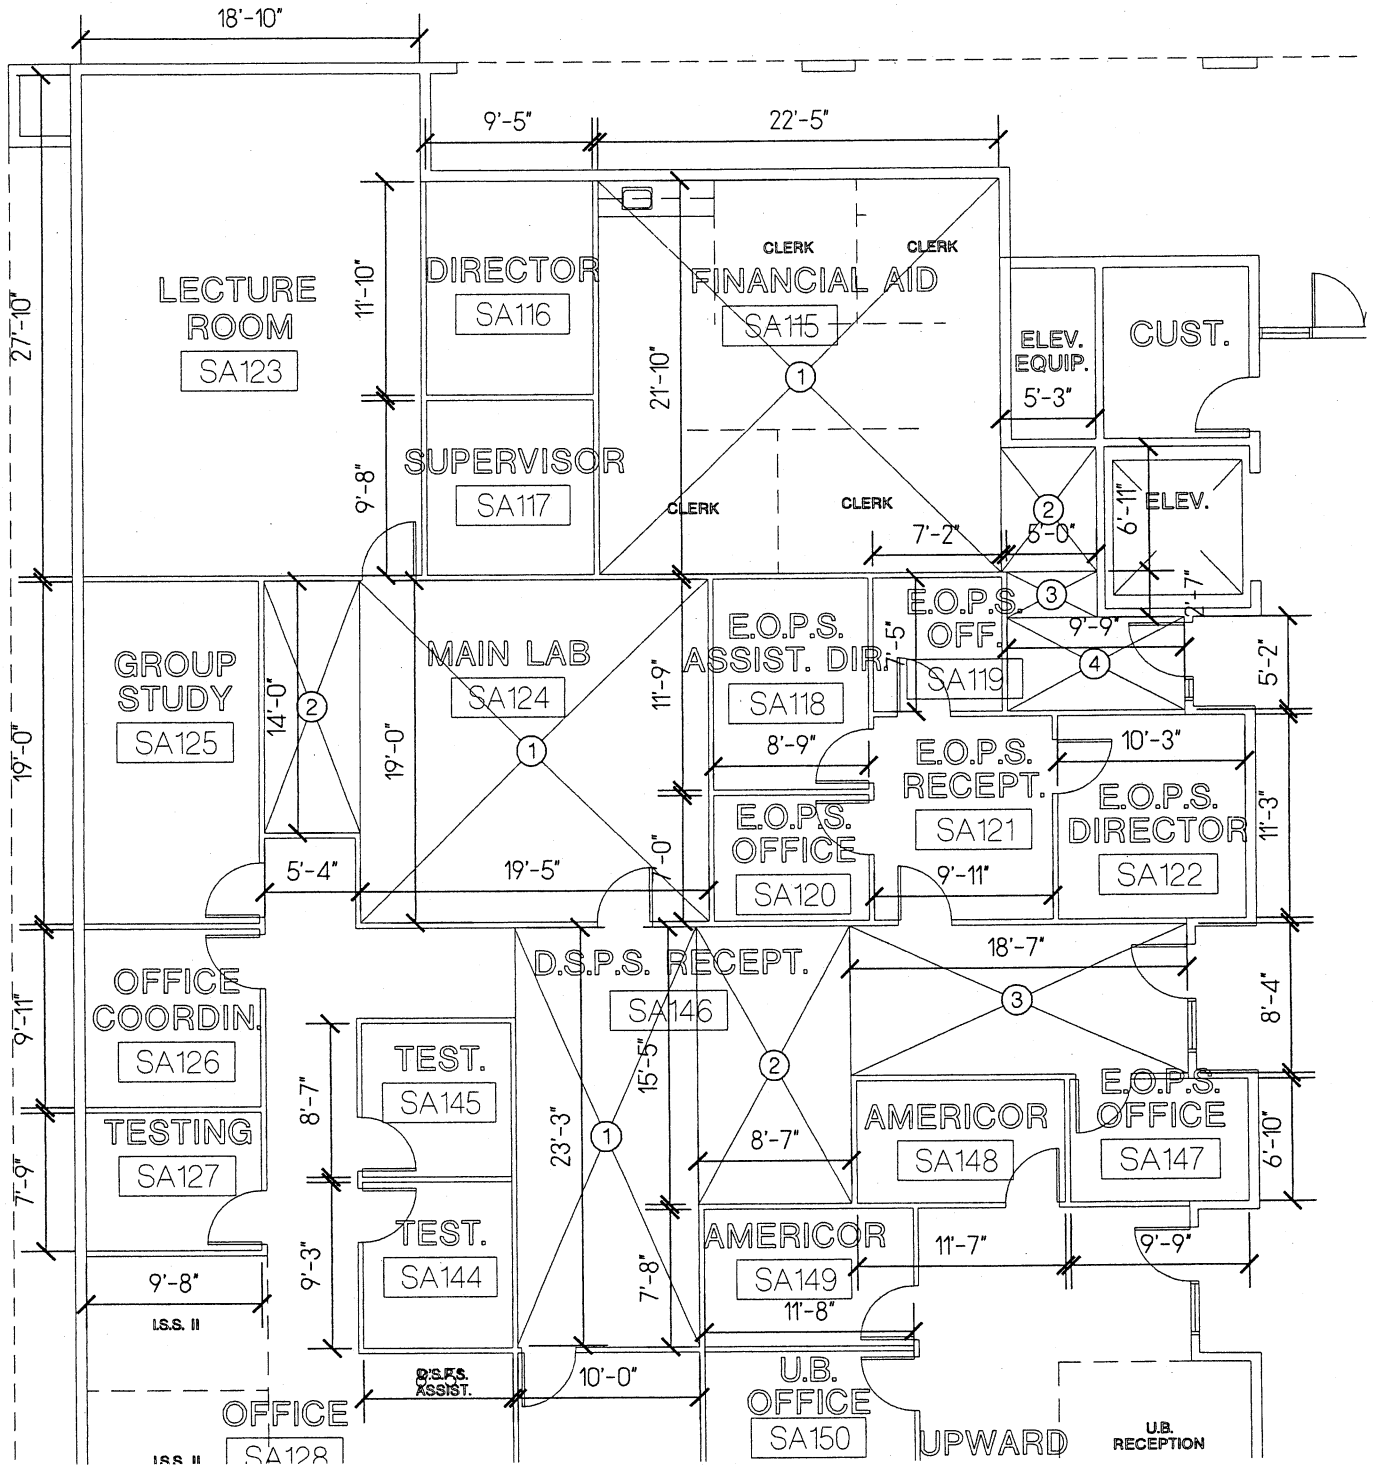 18'-10"
9'-5"
22'-5"
CLERK
CLERK
DIRECTOR
FINANCIAL AID
11'-10"
LECTURE
ROOM
SA123
SA116
SA115
27'-10"
ELEV.
EQUIP.
CUST.
21'-10"
1
5'-3"
SUPERVISOR
SA117
9'-8"
CLERK
CLERK
2
ELEV.
6'-11"
7'-2"
5'-0"
3
2'-7"
E.O.P.S.
OFF.
SA119
9'-9"
E.O.P.S.
ASSIST. DIR.
SA118
MAIN LAB
SA124
GROUP
STUDY
SA125
14'-0"
2
11'-9"
4
5'-2"
19'-0"
19'-0"
1
8'-9"
E.O.P.S.
RECEPT.
SA121
10'-3"
E.O.P.S.
DIRECTOR
SA122
11'-3"
E.O.P.S.
OFFICE
SA120
5'-4"
19'-5"
7'-0"
9'-11"
D.S.P.S. RECEPT.
SA146
18'-7"
3
8'-4"
OFFICE
COORDIN.
SA126
9'-11"
TEST.
SA145
8'-7"
15'-5"
2
E.O.P.S.
OFFICE
SA147
AMERICOR
SA148
TESTING
SA127
7'-9"
23'-3"
1
8'-7"
6'-10"
TEST.
SA144
9'-3"
AMERICOR
SA149
11'-7"
9'-9"
9'-8"
7'-8"
11'-8"
I.S.S. II
D.S.P.S.
ASSIST.
10'-0"
U.B.
OFFICE
SA150
OFFICE
SA128
I.S.S. II
UPWARD
U.B.
RECEPTION